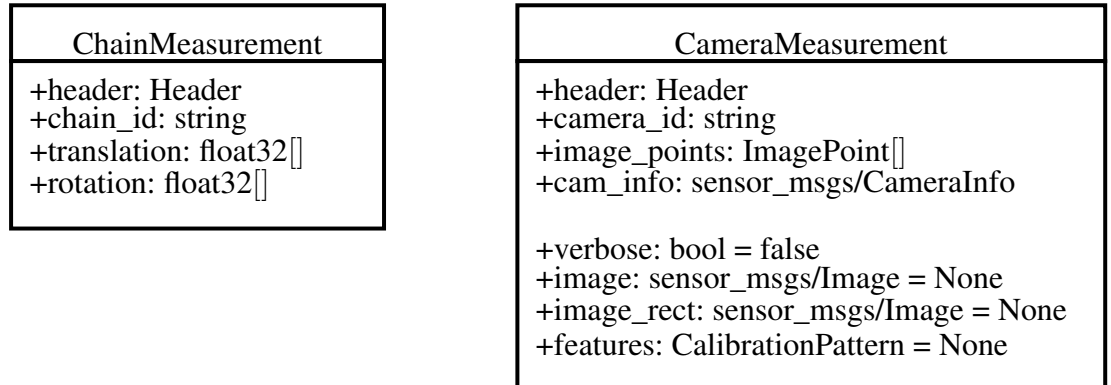 ChainMeasurement
+header: Header
+chain_id: string
+translation: float32[]
+rotation: float32[]
CameraMeasurement
+header: Header
+camera_id: string
+image_points: ImagePoint[]
+cam_info: sensor_msgs/CameraInfo
+verbose: bool = false
+image: sensor_msgs/Image = None
+image_rect: sensor_msgs/Image = None
+features: CalibrationPattern = None